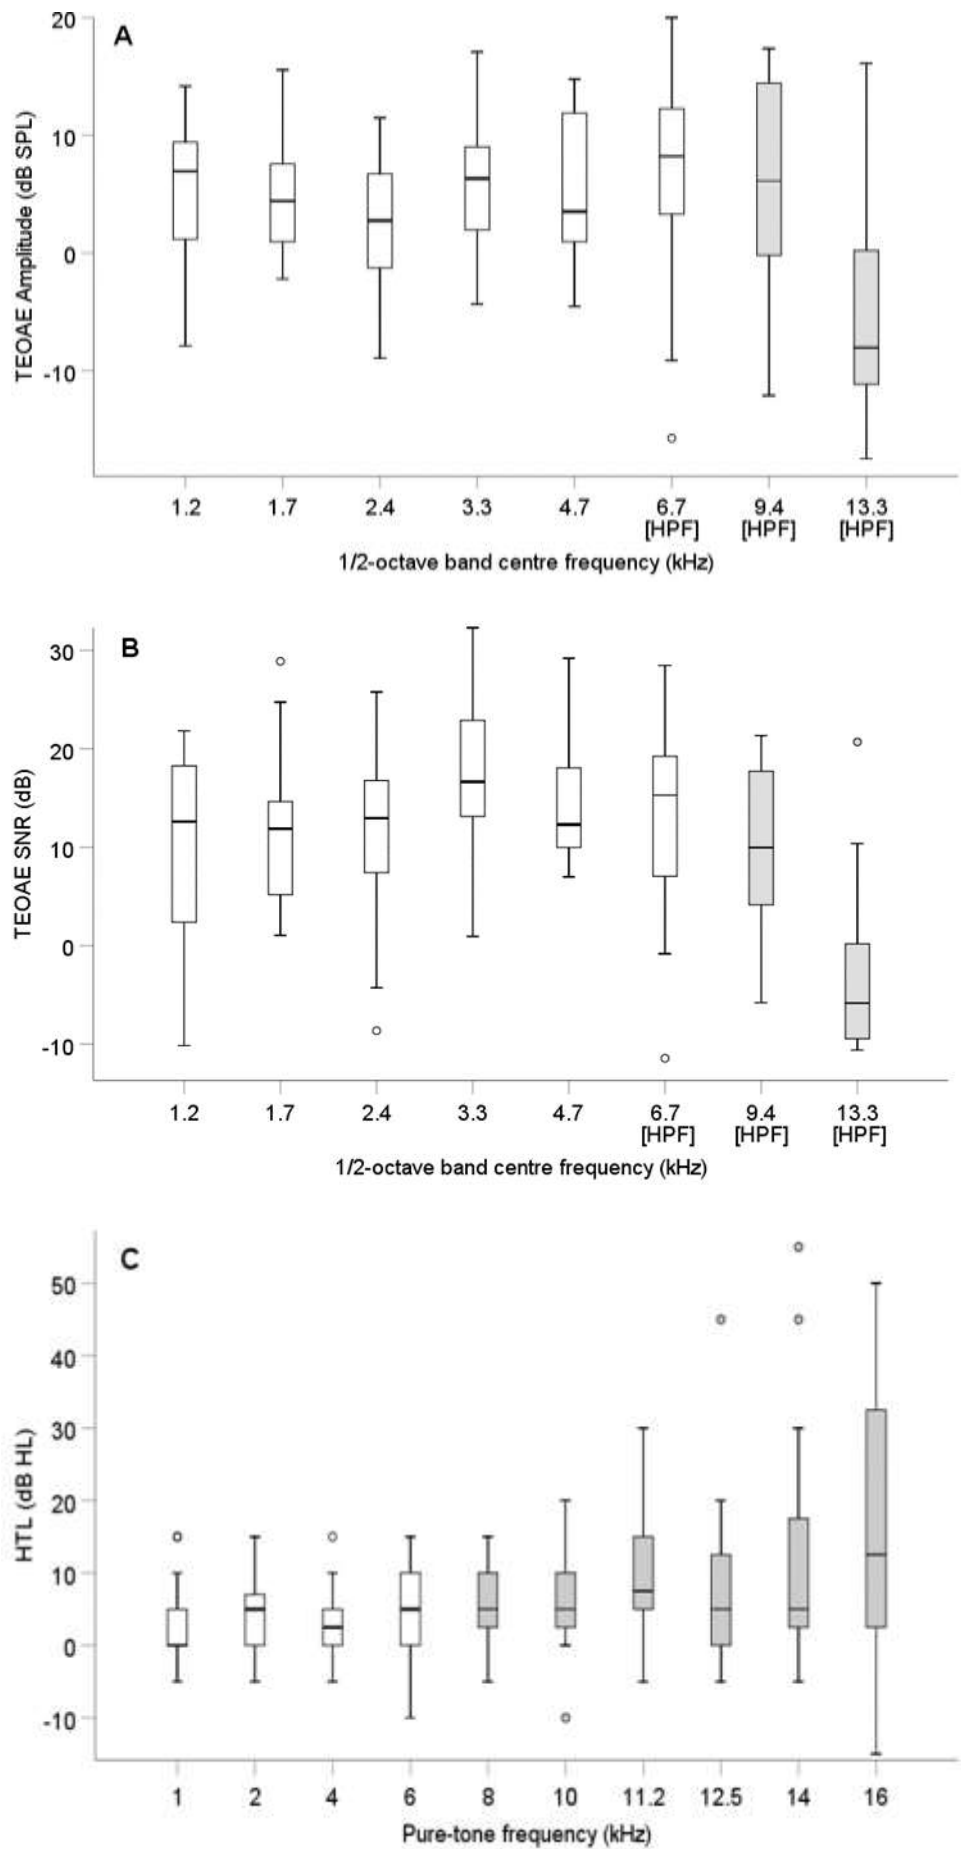 A
20
10
0
-10
TEOAE Amplitude (dB SPL)
1.2 1.7 2.4 3.3 4.7 6.7 9.4 13.3
[HPF] [HPF] [HPF]
1/2-octave band centre frequency (kHz)
B
30
20
10
0
-10
TEOAE SNR (dB)
1.2 1.7 2.4 3.3 4.7 6.7 9.4 13.3
[HPF] [HPF] [HPF]
1/2-octave band centre frequency (kHz)
C
50
40
30
20
10
0
-10
HTL (dB HL)
1 2 4 6 8 10 11.2 12.5 14 16
Pure-tone frequency (kHz)